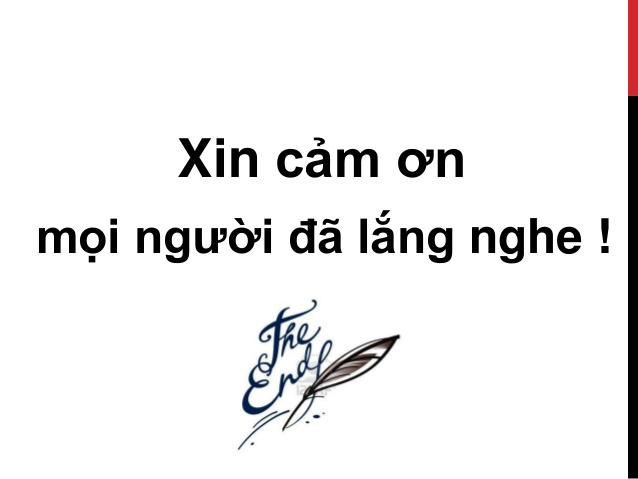 Xin cảm ơn
mọi người đã lắng nghe !
The
End